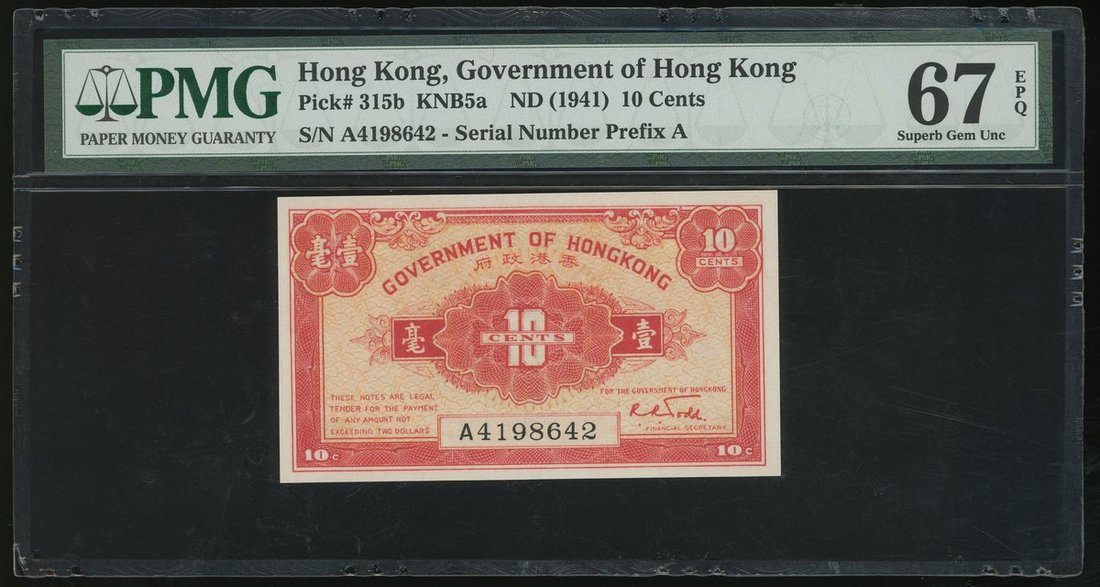 PMG
PAPER MONEY GUARANTY
Hong Kong, Government of Hong Kong
Pick# 315b KNB5a ND (1941) 10 Cents
S/N A4198642 - Serial Number Prefix A
67
EPQ
Superb Gem Unc
毫壹
10
CENTS
GOVERNMENT OF HONGKONG
府政港香
毫
10
CENTS
壹
THESE NOTES ARE LEGAL
TENDER FOR THE PAYMENT
OF ANY AMOUNT NOT
EXCEEDING TWO DOLLARS.
FOR THE GOVERNMENT OF HONGKONG
R R Todd.
FINANCIAL SECRETARY.
A4198642
10 C
10 C